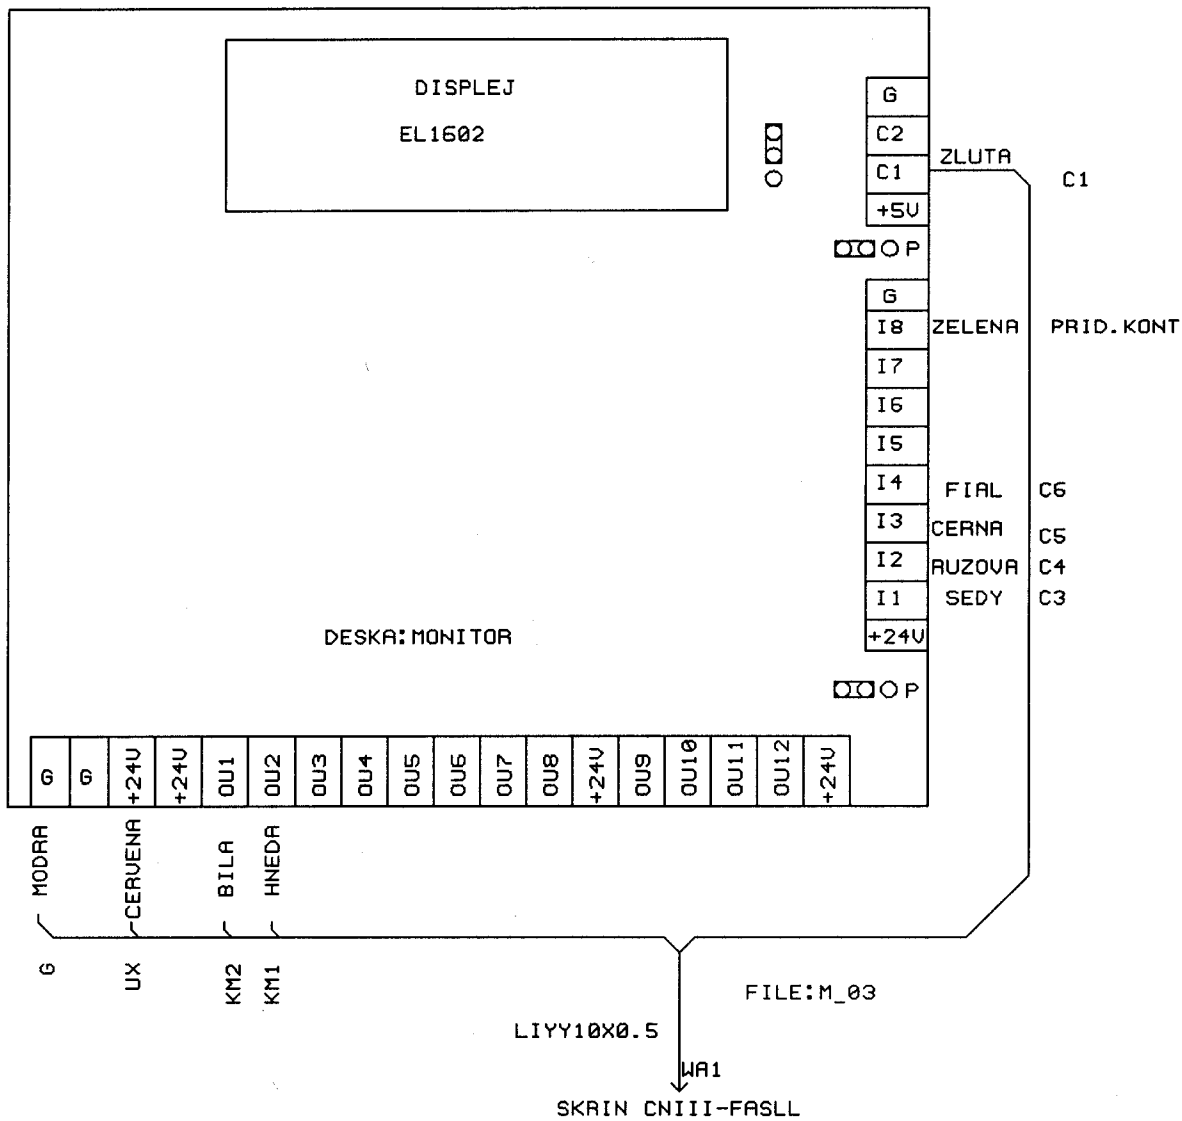 DISPLEJ
EL1602
G
C2
C1 ZLUTA C1
+5V
P
G
I8 ZELENA PRID.KONT
I7
I6
I5
I4 FIAL C6
I3 CERNA C5
I2 RUZOVA C4
I1 SEDY C3
+24V
DESKA:MONITOR
P
G G +24V +24V OU1 OU2 OU3 OU4 OU5 OU6 OU7 OU8 +24V OU9 OU10 OU11 OU12 +24V
MODRA CERVENA BILA HNEDA
G UX KM2 KM1
FILE:M_03
LIYY10X0.5
WA1
SKRIN CNIII-FASLL